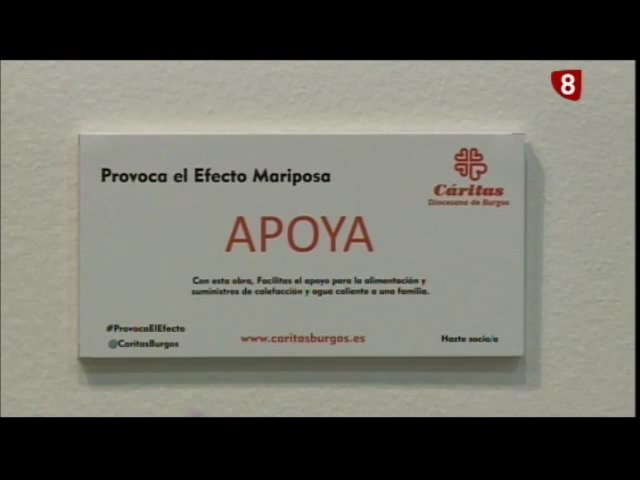 8
Provoca el Efecto Mariposa
Cáritas
Diocesana de Burgos
APOYA
Con esta obra, Facilitas el apoyo para la alimentación y
suministros de calefacción y agua caliente a una familia.
#ProvocaElEfecto
@CaritasBurgos
www.caritasburgos.es
Hazte socio/a